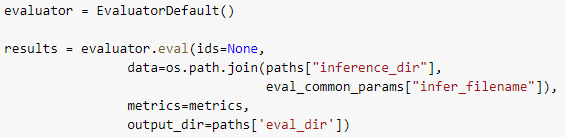 evaluator = EvaluatorDefault()
results = evaluator.eval(ids=None,
data=os.path.join(paths["inference_dir"],
eval_common_params["infer_filename"]),
metrics=metrics,
output_dir=paths['eval_dir'])